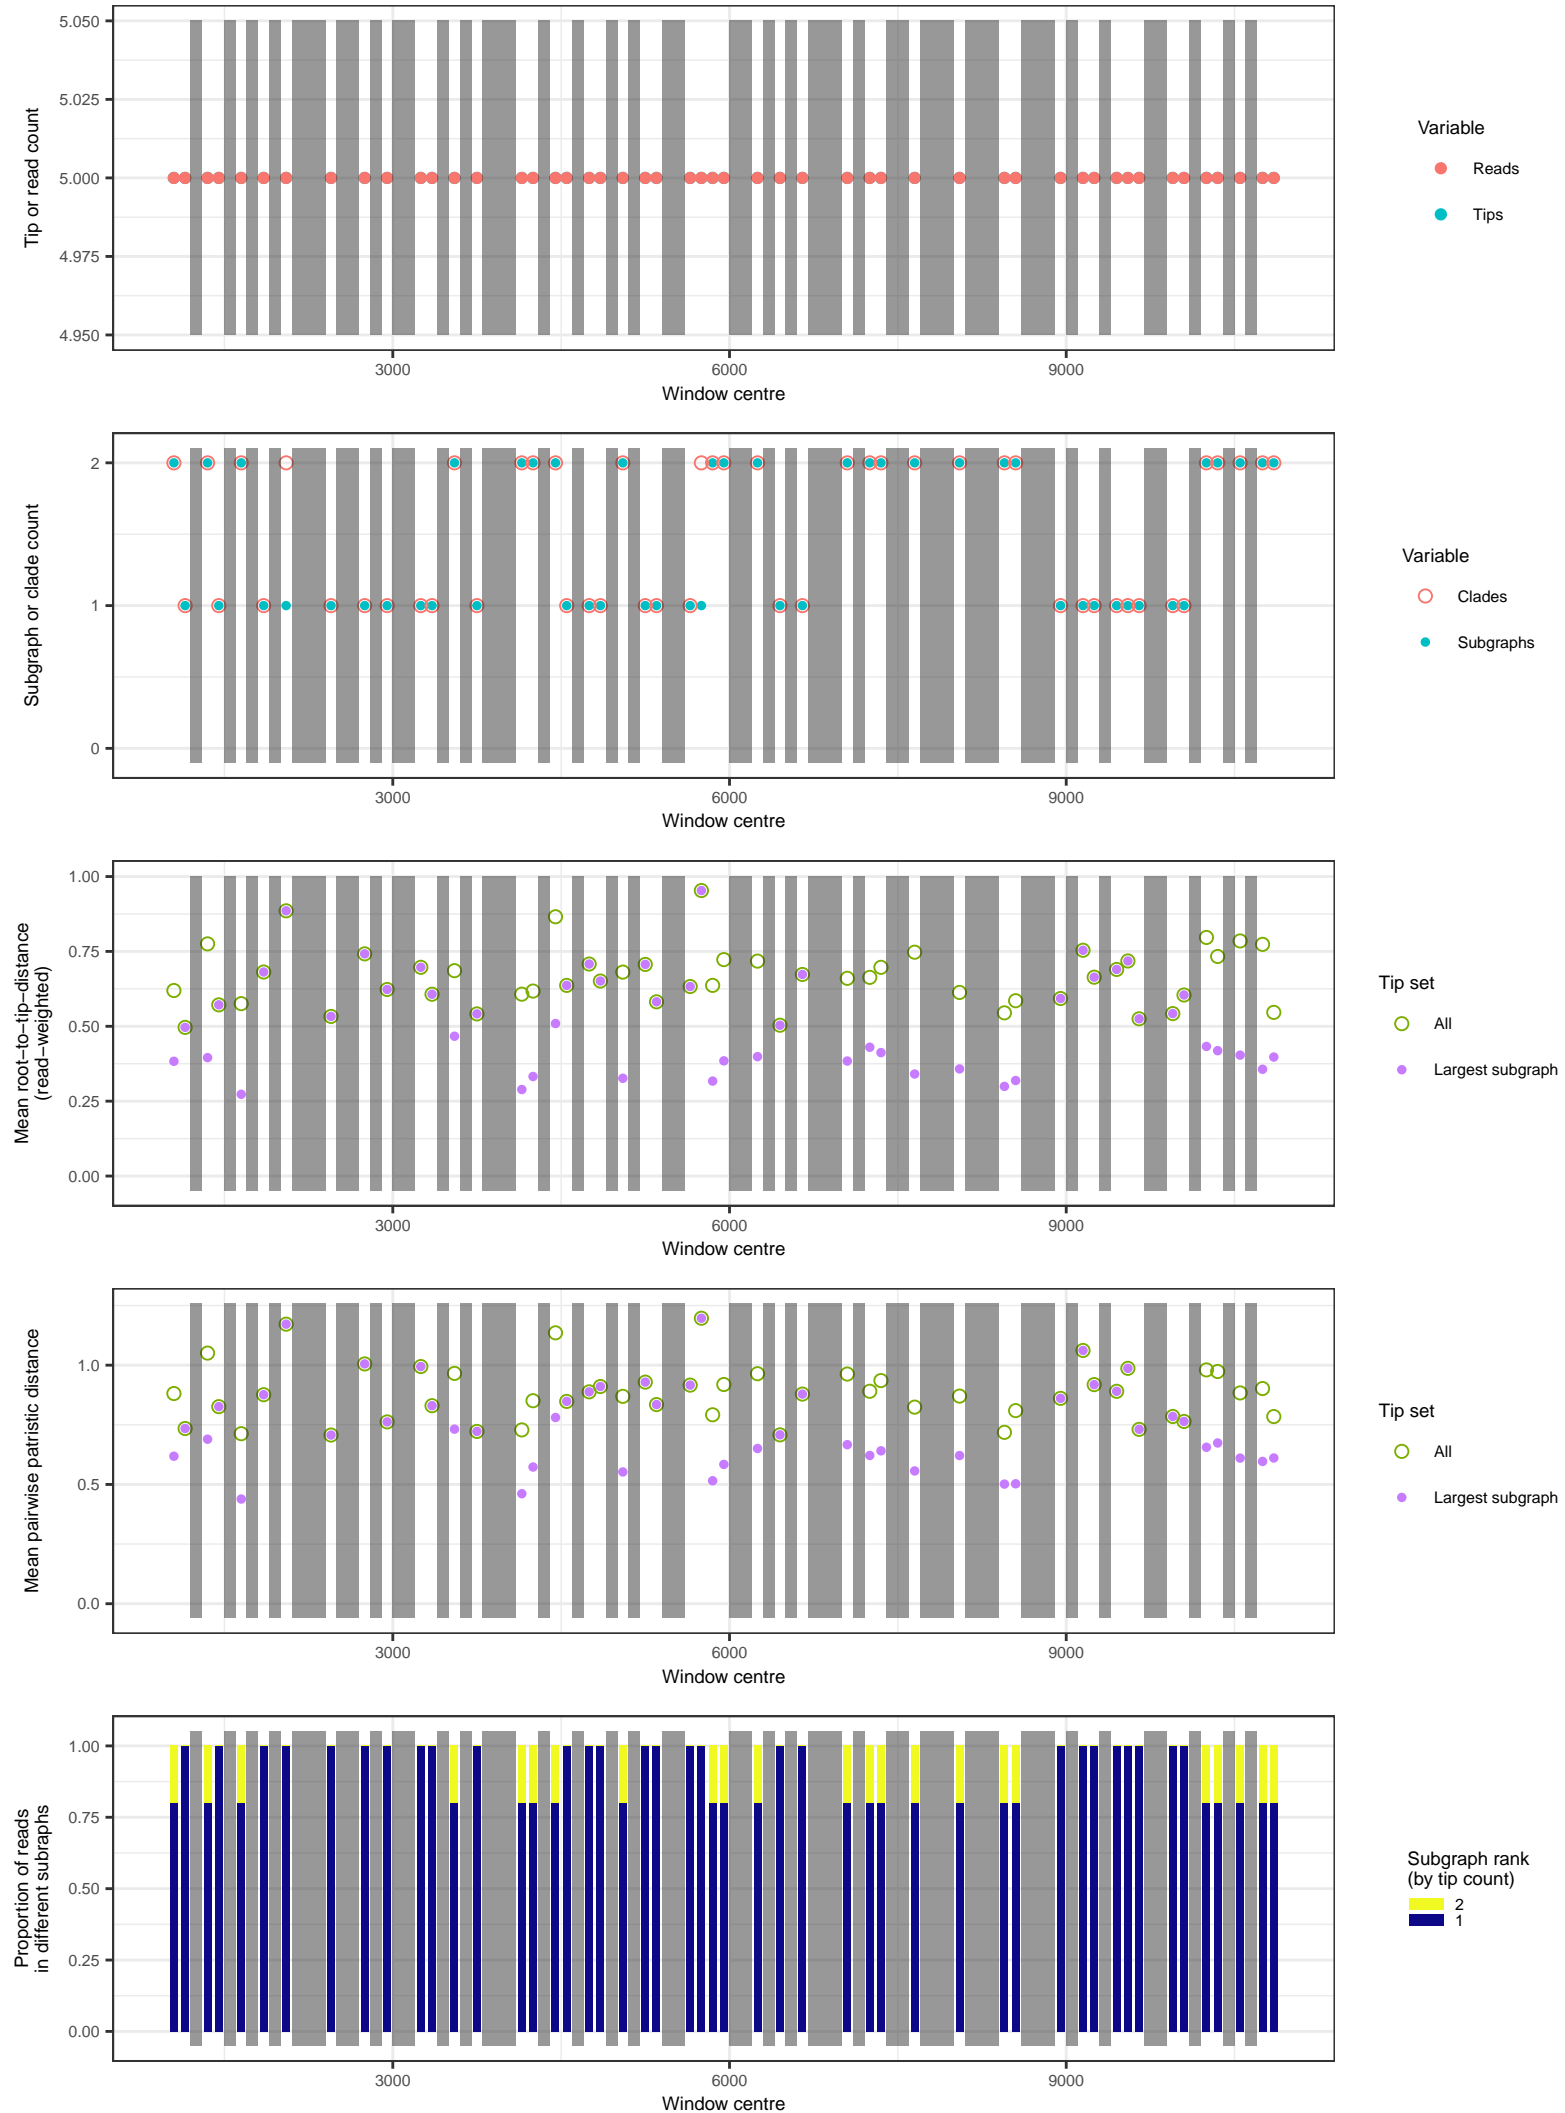 5.050
5.025
5.000
4.975
4.950
Tip or read count
3000 6000 9000
Window centre
Variable
Reads
Tips
2
1
0
Subgraph or clade count
3000 6000 9000
Window centre
Variable
Clades
Subgraphs
1.00
0.75
0.50
0.25
0.00
Mean root−to−tip−distance
(read−weighted)
3000 6000 9000
Window centre
Tip set
All
Largest subgraph
1.0
0.5
0.0
Mean pairwise patristic distance
3000 6000 9000
Window centre
Tip set
All
Largest subgraph
1.00
0.75
0.50
0.25
0.00
Proportion of reads
in different subraphs
3000 6000 9000
Window centre
Subgraph rank
(by tip count)
2
1